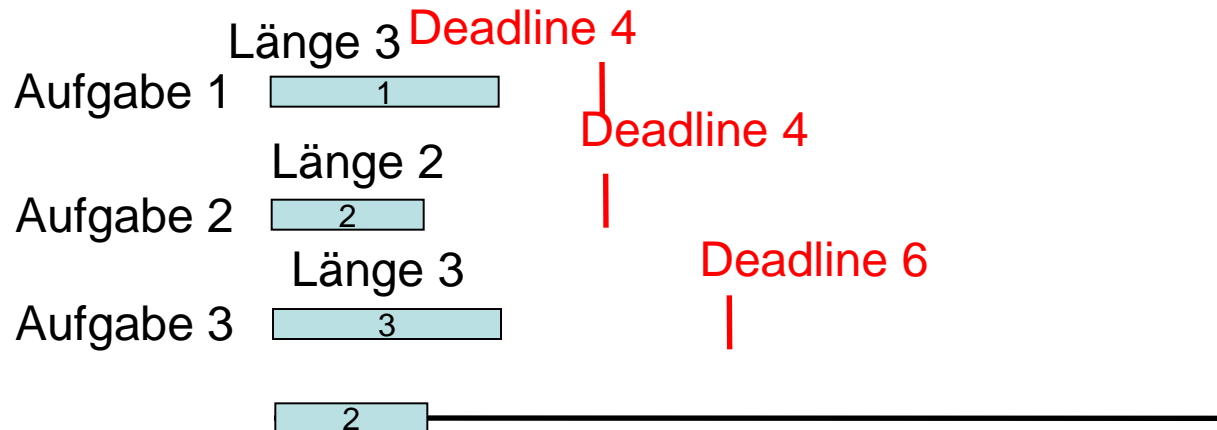 Länge 3 Deadline 4
Aufgabe 1 1
Deadline 4
Länge 2
Aufgabe 2 2
Deadline 6
Länge 3
Aufgabe 3 3
2